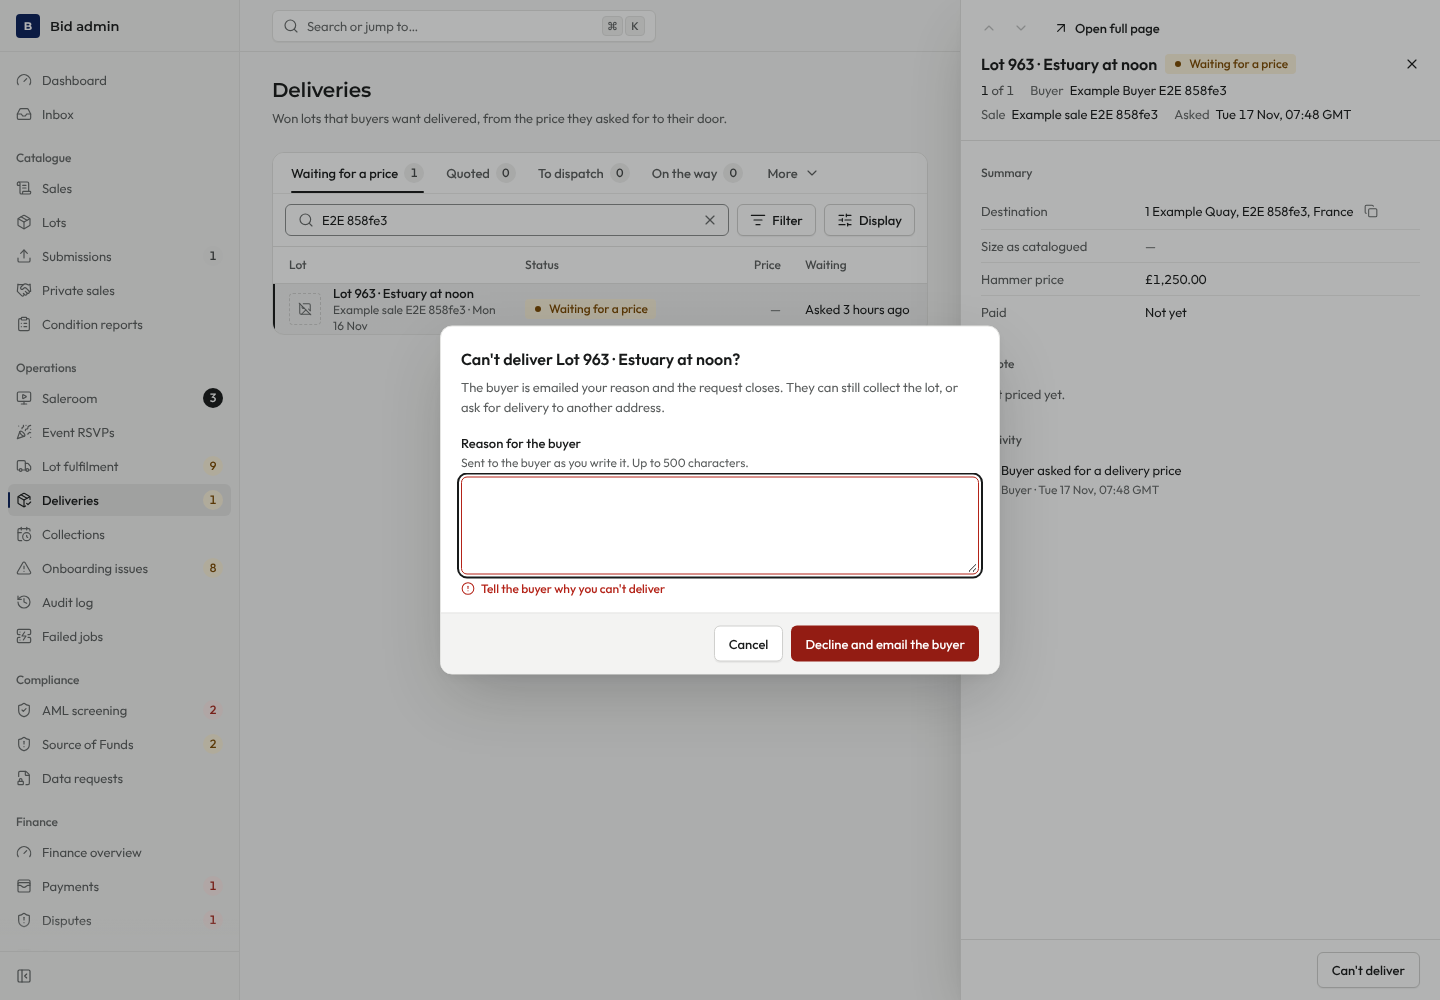 B Bid admin
Search or jump to...
⌘ K
Dashboard
Inbox
Catalogue
Sales
Lots
Submissions 1
Private sales
Condition reports
Operations
Saleroom 3
Event RSVPs
Lot fulfilment 9
Deliveries 1
Collections
Onboarding issues 8
Audit log
Failed jobs
Compliance
AML screening 2
Source of Funds 2
Data requests
Finance
Finance overview
Payments 1
Disputes 1
Deliveries
Won lots that buyers want delivered, from the price they asked for to their door.
Waiting for a price 1 Quoted 0 To dispatch 0 On the way 0 More
E2E 858fe3
Filter
Display
Lot Status Price Waiting
Lot 963 · Estuary at noon
Example sale E2E 858fe3 · Mon
16 Nov
Waiting for a price
—
Asked 3 hours ago
Open full page
Lot 963 · Estuary at noon Waiting for a price
1 of 1 Buyer Example Buyer E2E 858fe3
Sale Example sale E2E 858fe3 Asked Tue 17 Nov, 07:48 GMT
Summary
Destination 1 Example Quay, E2E 858fe3, France
Size as catalogued —
Hammer price £1,250.00
Paid Not yet
priced yet.
Buyer asked for a delivery price
Buyer · Tue 17 Nov, 07:48 GMT
Can't deliver
Can't deliver Lot 963 · Estuary at noon?
The buyer is emailed your reason and the request closes. They can still collect the lot, or
ask for delivery to another address.
Reason for the buyer
Sent to the buyer as you write it. Up to 500 characters.
Tell the buyer why you can't deliver
Cancel
Decline and email the buyer